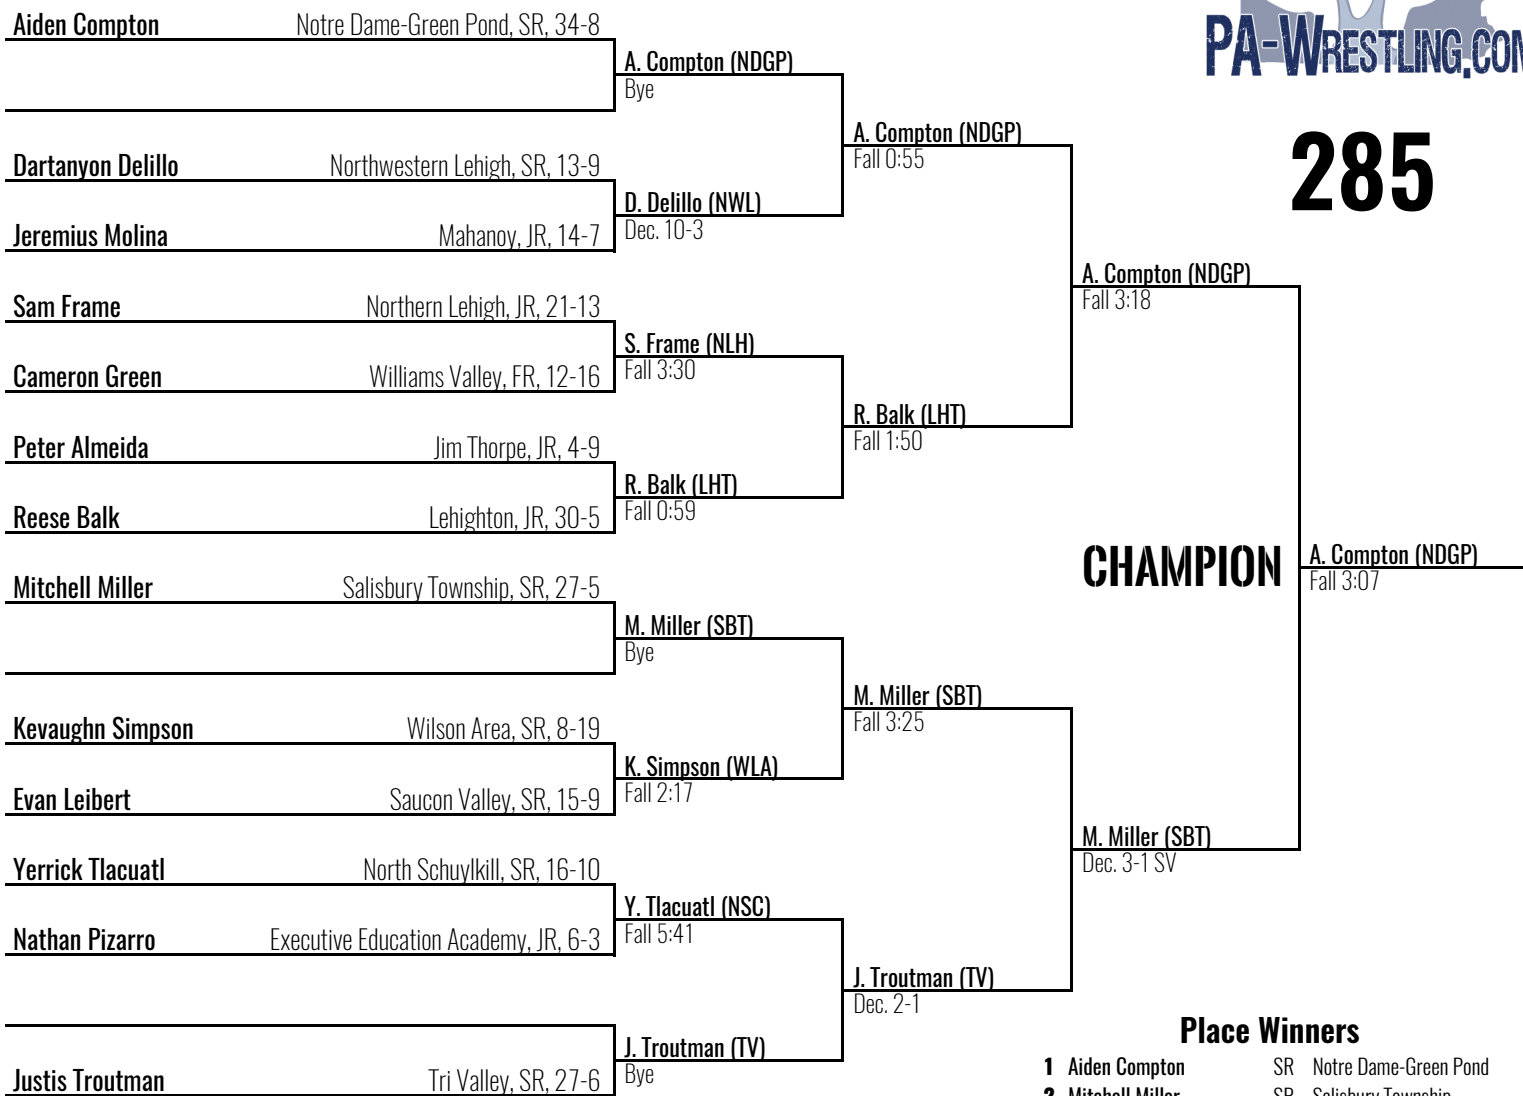 PA-WRESTLING.COM
285
Aiden Compton Notre Dame-Green Pond, SR, 34-8
A. Compton (NDGP)
Bye
A. Compton (NDGP)
Fall 0:55
Dartanyon Delillo Northwestern Lehigh, SR, 13-9
D. Delillo (NWL)
Dec. 10-3
Jeremius Molina Mahanoy, JR, 14-7
A. Compton (NDGP)
Fall 3:18
Sam Frame Northern Lehigh, JR, 21-13
S. Frame (NLH)
Fall 3:30
Cameron Green Williams Valley, FR, 12-16
R. Balk (LHT)
Fall 1:50
Peter Almeida Jim Thorpe, JR, 4-9
R. Balk (LHT)
Fall 0:59
Reese Balk Lehighton, JR, 30-5
CHAMPION
A. Compton (NDGP)
Fall 3:07
Mitchell Miller Salisbury Township, SR, 27-5
M. Miller (SBT)
Bye
M. Miller (SBT)
Fall 3:25
Kevaughn Simpson Wilson Area, SR, 8-19
K. Simpson (WLA)
Fall 2:17
Evan Leibert Saucon Valley, SR, 15-9
M. Miller (SBT)
Dec. 3-1 SV
Yerrick Tlacuatl North Schuylkill, SR, 16-10
Y. Tlacuatl (NSC)
Fall 5:41
Nathan Pizarro Executive Education Academy, JR, 6-3
J. Troutman (TV)
Dec. 2-1
J. Troutman (TV)
Bye
Justis Troutman Tri Valley, SR, 27-6
Place Winners
1 Aiden Compton SR Notre Dame-Green Pond
2 Mitchell Miller SR Salisbury Township